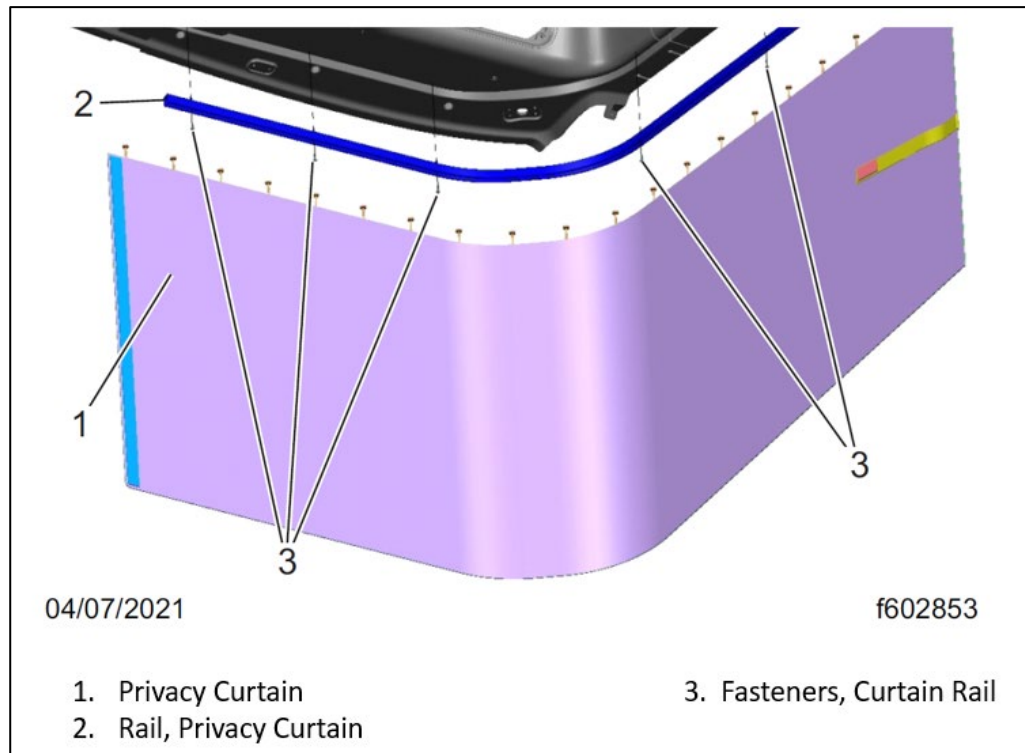 2
1
3
3
04/07/2021
f602853
1. Privacy Curtain
2. Rail, Privacy Curtain
3. Fasteners, Curtain Rail